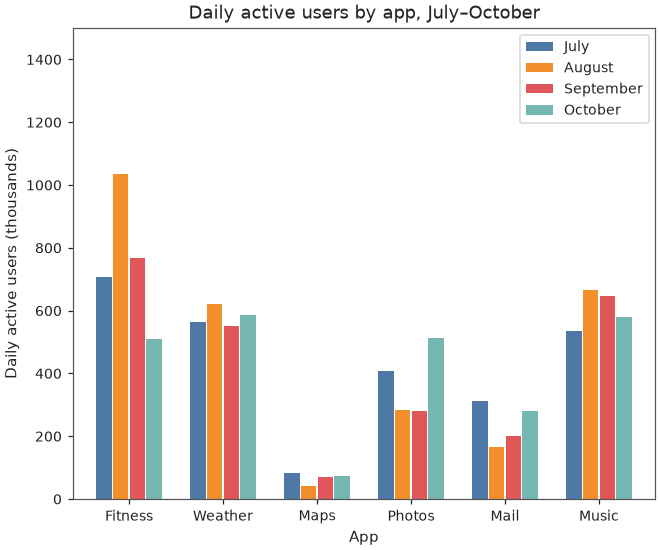 Daily active users by app, July–October
July
August
September
October
Daily active users (thousands)
1400
1200
1000
800
600
400
200
0
Fitness Weather Maps Photos Mail Music
App